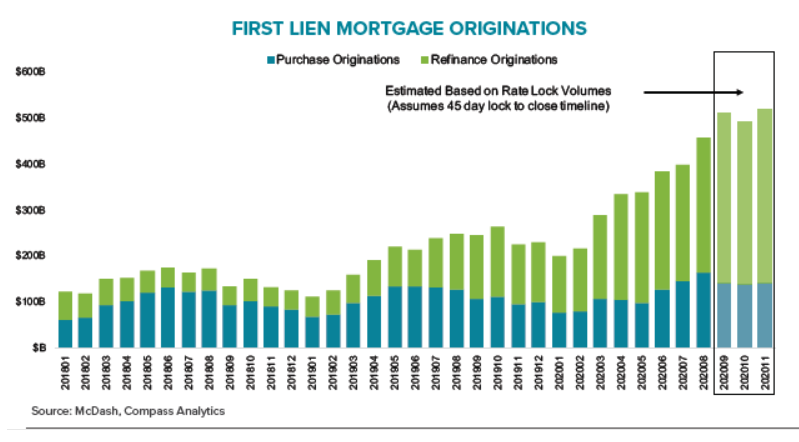 FIRST LIEN MORTGAGE ORIGINATIONS
Purchase Originations Refinance Originations
Estimated Based on Rate Lock Volumes
(Assumes 45 day lock to close timeline)
$600B
$500B
$400B
$300B
$200B
$100B
$B
201801 201802 201803 201804 201805 201806 201807 201808 201809 201810 201811 201812 201901 201902 201903 201904 201905 201906 201907 201908 201909 201910 201911 201912 202001 202002 202003 202004 202005 202006 202007 202008 202009 202010 202011
Source: McDash, Compass Analytics